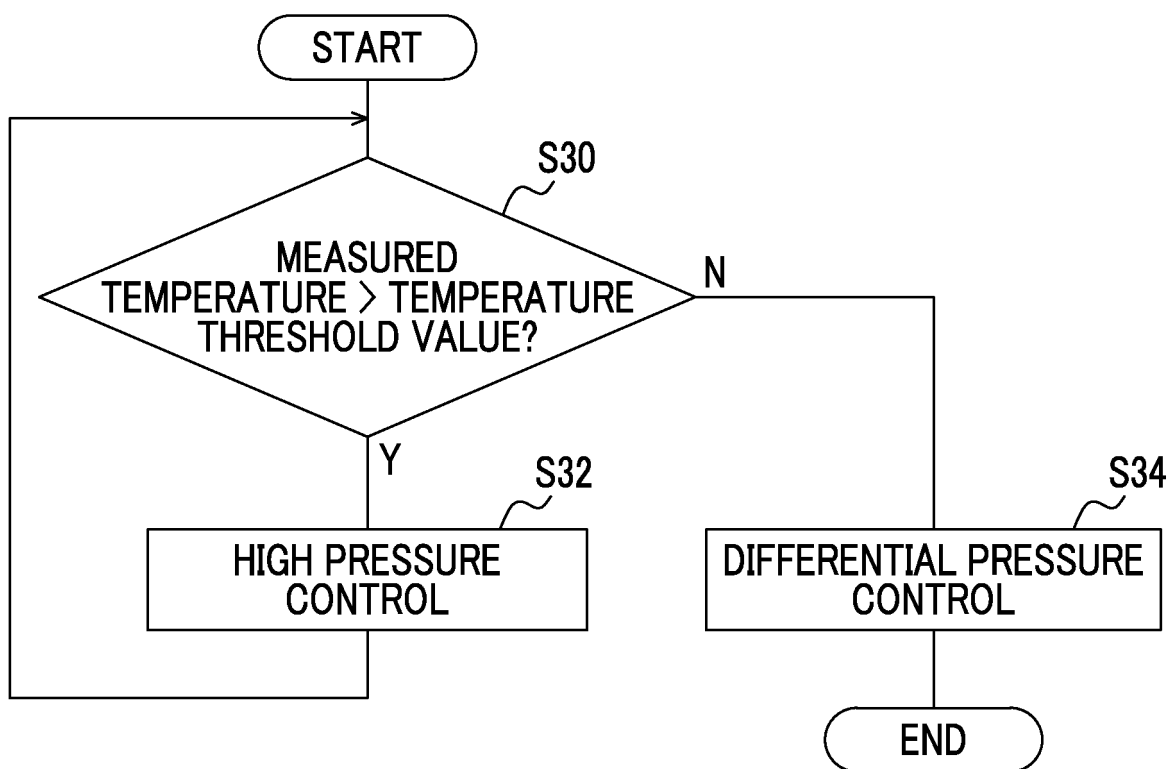 START
S30
MEASURED
TEMPERATURE > TEMPERATURE
THRESHOLD VALUE?
N
Y
S32
HIGH PRESSURE
CONTROL
S34
DIFFERENTIAL PRESSURE
CONTROL
END